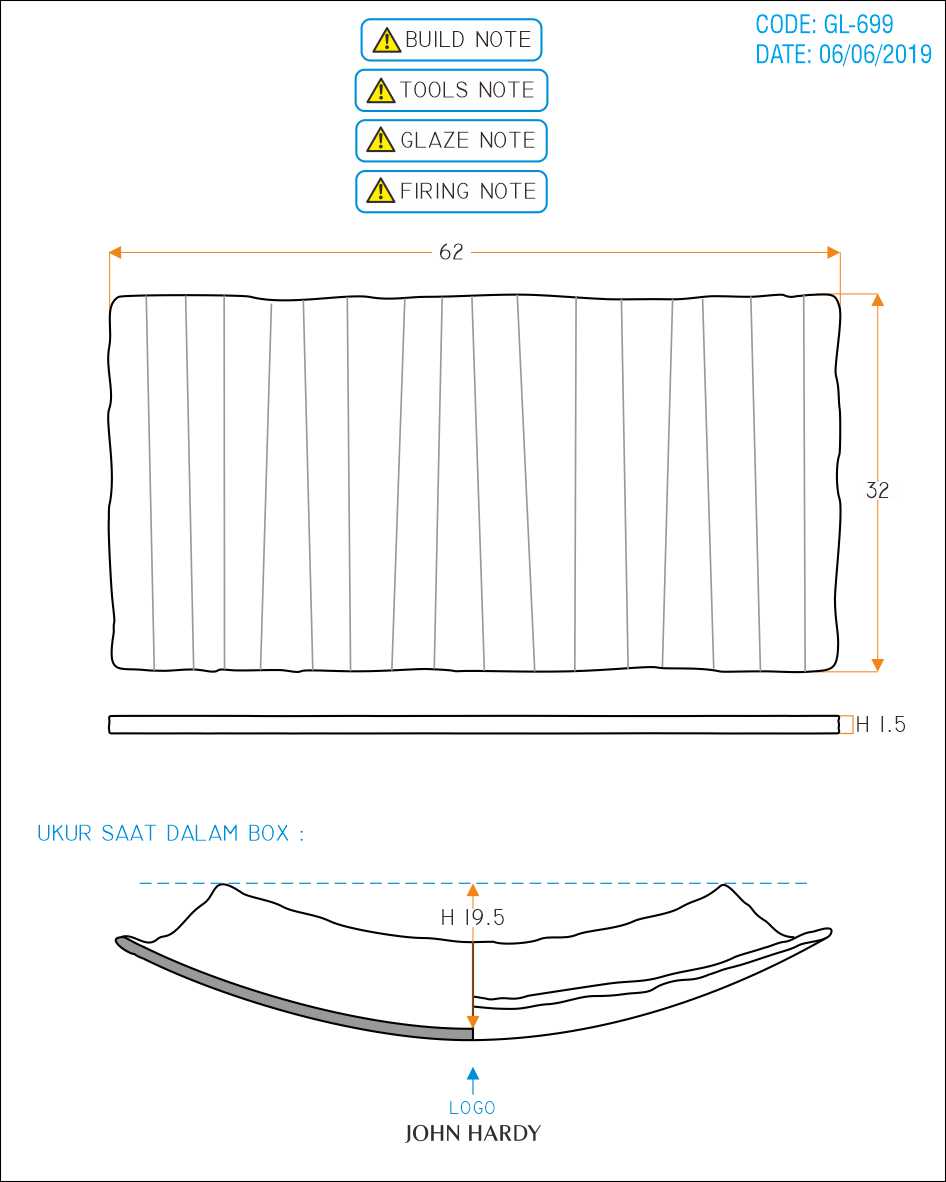 CODE: GL-699
DATE: 06/06/2019
BUILD NOTE
TOOLS NOTE
GLAZE NOTE
FIRING NOTE
62
32
H 1.5
UKUR SAAT DALAM BOX :
H 19.5
LOGO
JOHN HARDY